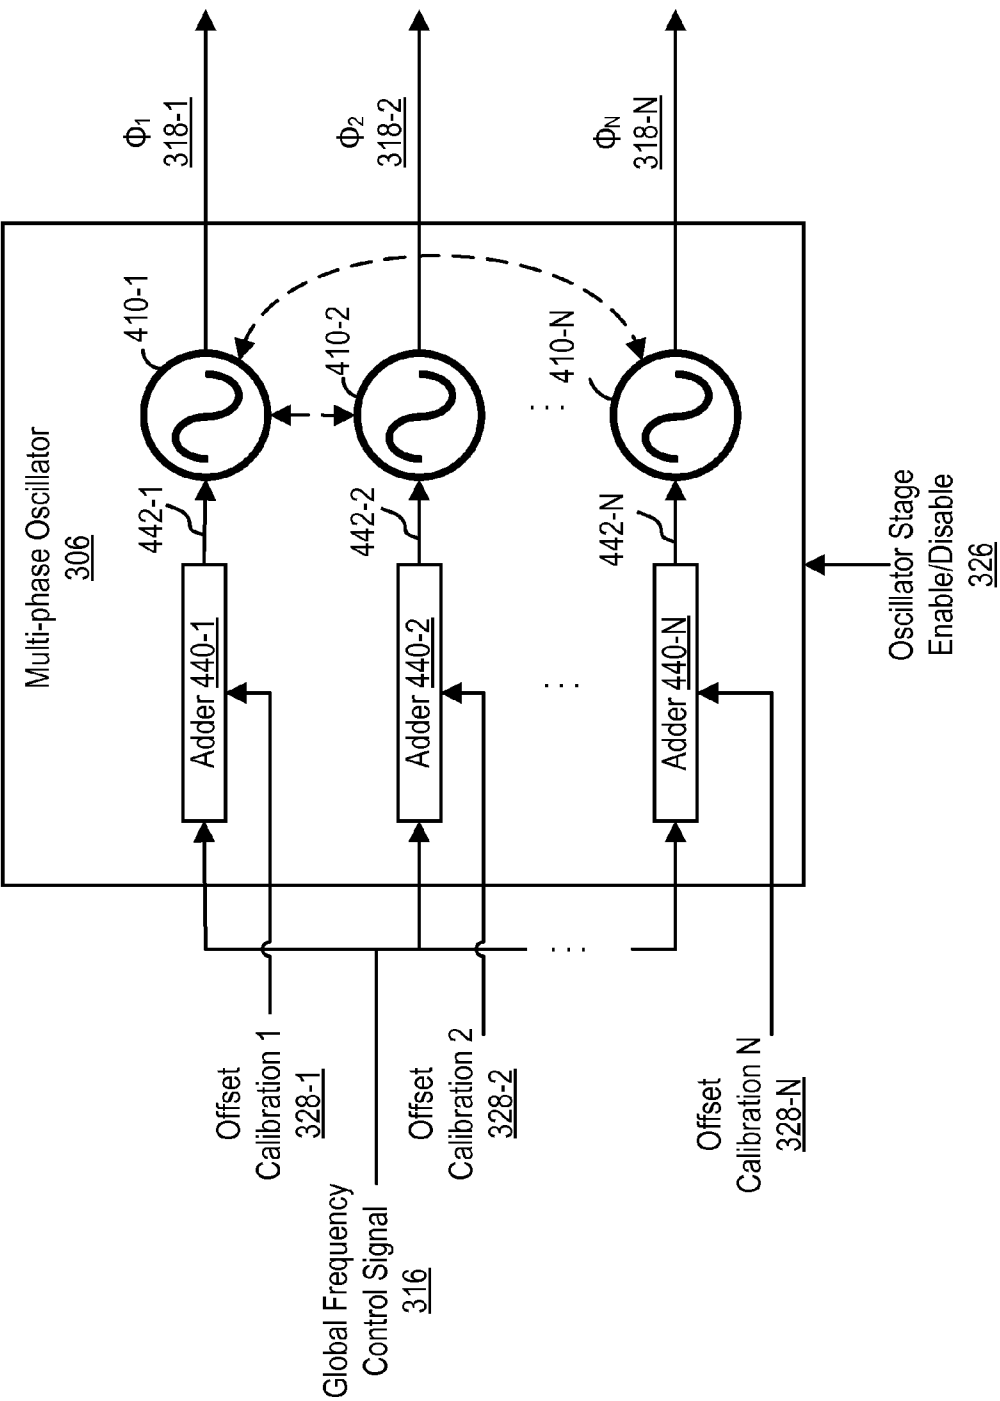 Multi-phase Oscillator
306
Φ1
318-1
Φ2
318-2
ΦN
318-N
410-1
410-2
410-N
. . .
442-1
442-2
442-N
Adder 440-1
Adder 440-2
. . .
Adder 440-N
. . .
Offset
Calibration 1
328-1
Offset
Calibration 2
328-2
Offset
Calibration N
328-N
Global Frequency
Control Signal
316
Oscillator Stage
Enable/Disable
326